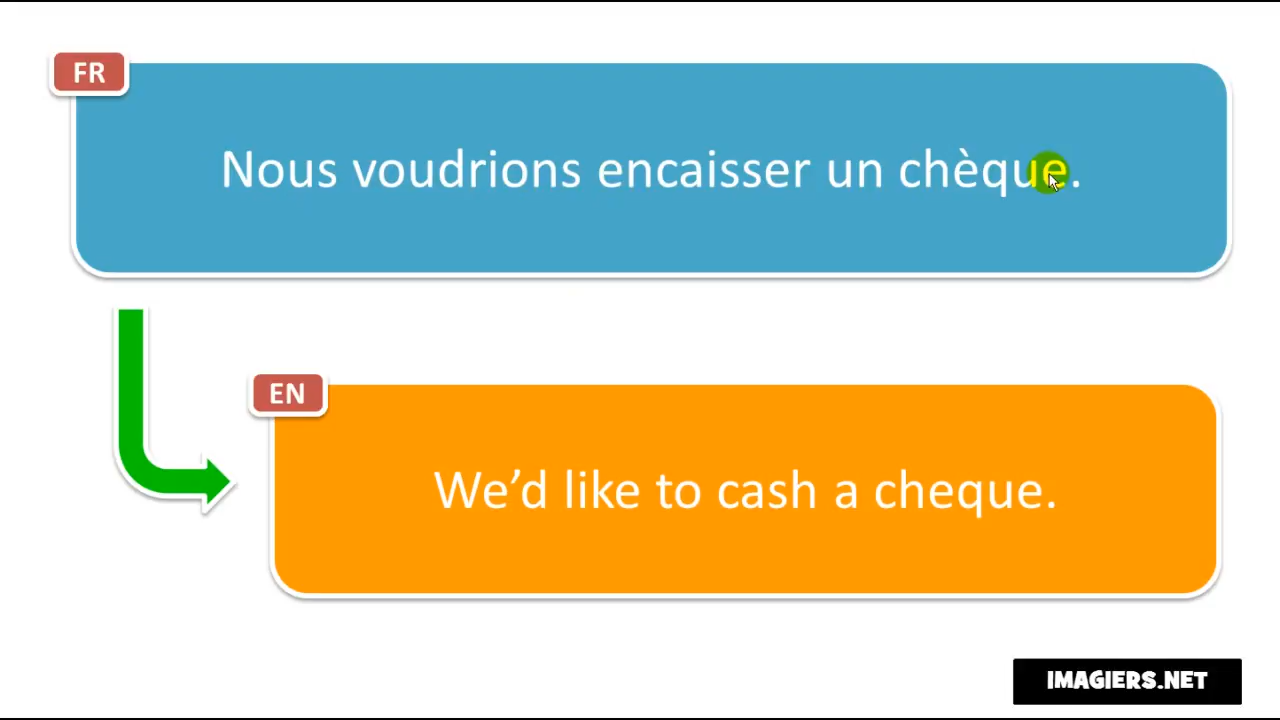 FR
Nous voudrions encaisser un chèque.
EN
We’d like to cash a cheque.
IMAGIERS.NET